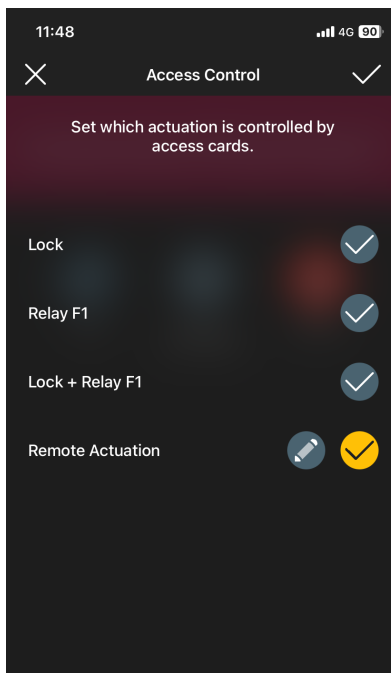 11:48
4G 90
Access Control
Set which actuation is controlled by
access cards.
Lock
Relay F1
Lock + Relay F1
Remote Actuation